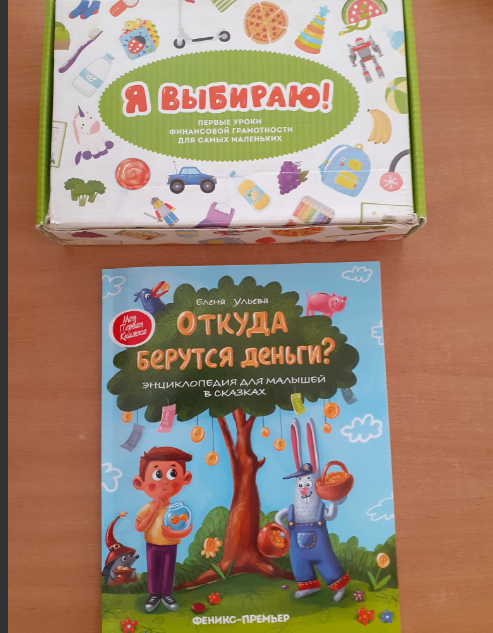 Я ВЫБИРАЮ!
ПЕРВЫЕ УРОКИ
ФИНАНСОВОЙ ГРАМОТНОСТИ
ДЛЯ САМЫХ МАЛЕНЬКИХ
Елена Ульева
Моя
Первая
Книжка
ОТКУДА
БЕРУТСЯ ДЕНЬГИ?
ЭНЦИКЛОПЕДИЯ ДЛЯ МАЛЫШЕЙ
В СКАЗКАХ
ФЕНИКС-ПРЕМЬЕР